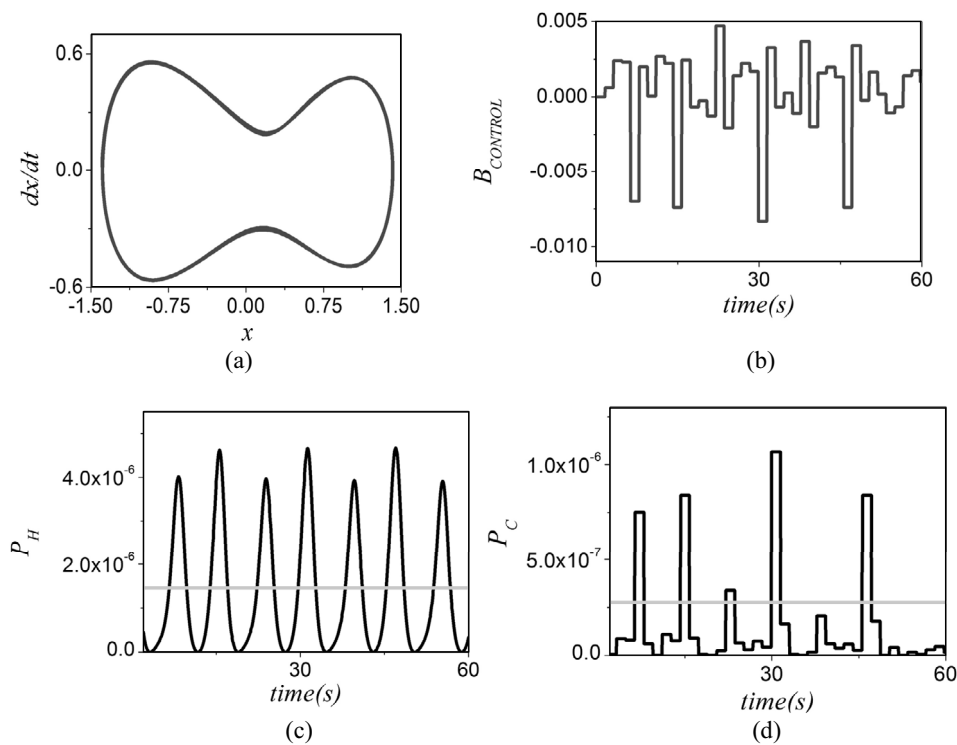 0.6
0.0
-0.6
dx/dt
-1.50 -0.75 0.00 0.75 1.50
x
(a)
0.005
0.000
-0.005
-0.010
B_CONTROL
0 30 60
time(s)
(b)
4.0x10^-6
2.0x10^-6
0.0
P_H
30 60
time(s)
(c)
1.0x10^-6
5.0x10^-7
0.0
P_C
30 60
time(s)
(d)